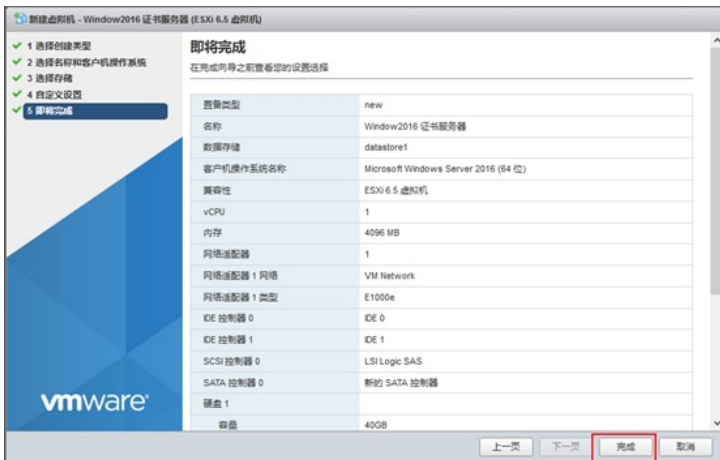 新建虚拟机 - Window2016 证书服务器 (ESXi 6.5 虚拟机)
1 选择创建类型
2 选择名称和客户机操作系统
3 选择存储
4 自定义设置
5 即将完成
即将完成
在完成向导之前查看您的设置选择
置备类型 new
名称 Window2016 证书服务器
数据存储 datastore1
客户机操作系统名称 Microsoft Windows Server 2016 (64 位)
兼容性 ESXi 6.5 虚拟机
vCPU 1
内存 4096 MB
网络适配器 1
网络适配器 1 网络 VM Network
网络适配器 1 类型 E1000e
IDE 控制器 0 IDE 0
IDE 控制器 1 IDE 1
SCSI 控制器 0 LSI Logic SAS
SATA 控制器 0 新的 SATA 控制器
硬盘 1
容量 40GB
vmware
上一页 下一页 完成 取消